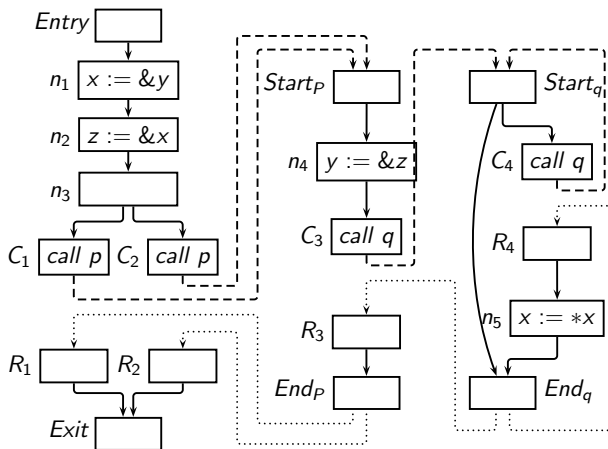 Entry
n1 x := &y
n2 z := &x
n3
C1 call p C2 call p
R1 R2
Exit
StartP
n4 y := &z
C3 call q
R3
EndP
Startq
C4 call q
R4
n5 x := *x
Endq